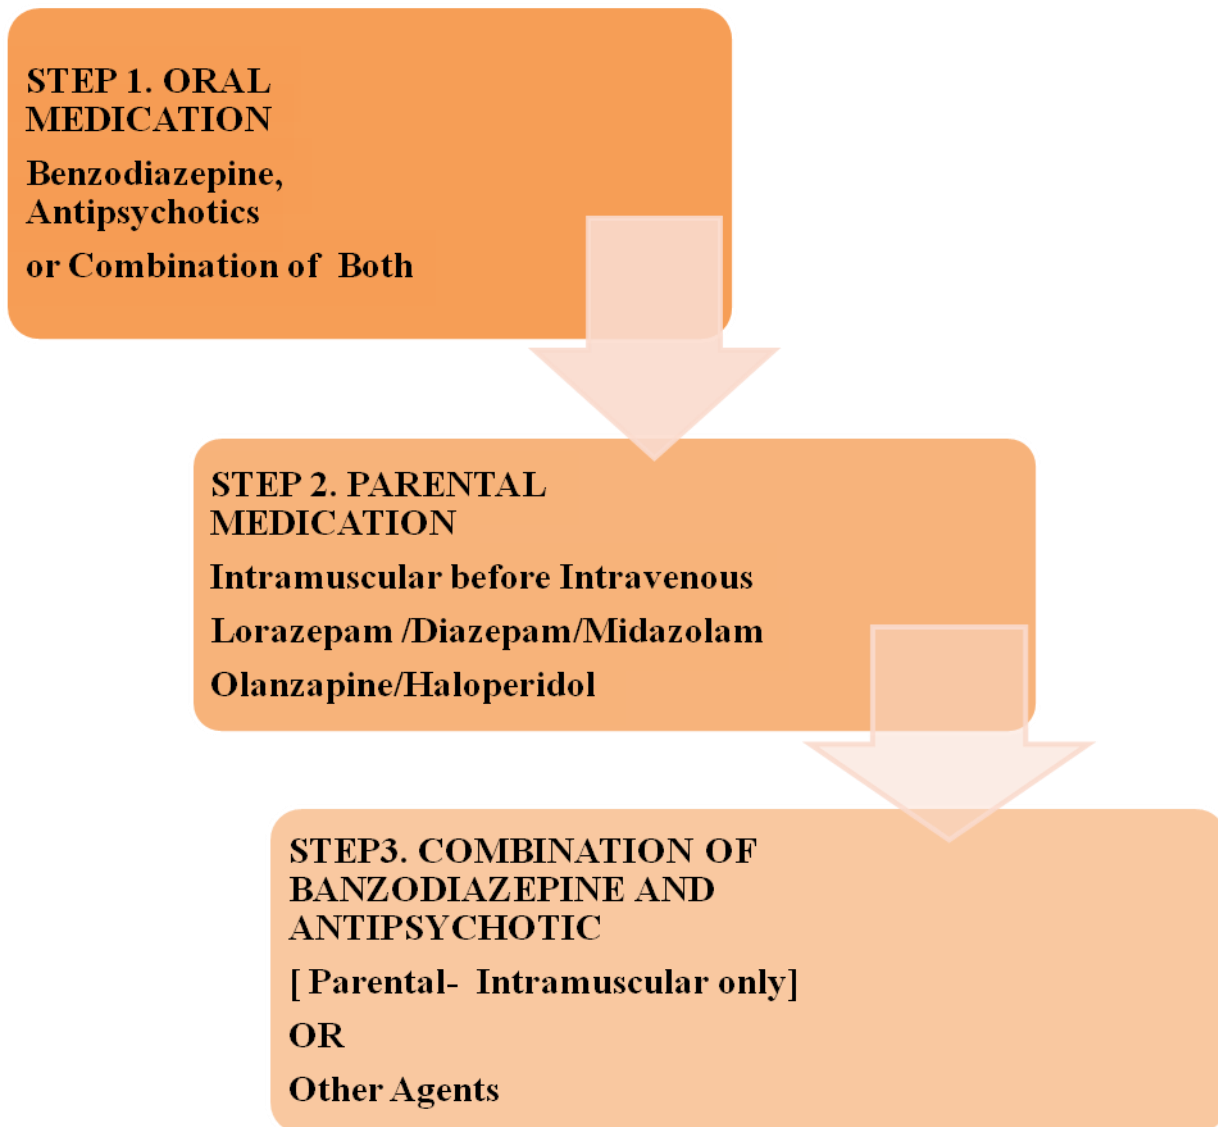 STEP 1. ORAL
MEDICATION
Benzodiazepine,
Antipsychotics
or Combination of Both
STEP 2. PARENTAL
MEDICATION
Intramuscular before Intravenous
Lorazepam /Diazepam/Midazolam
Olanzapine/Haloperidol
STEP3. COMBINATION OF
BANZODIAZEPINE AND
ANTIPSYCHOTIC
[ Parental- Intramuscular only]
OR
Other Agents